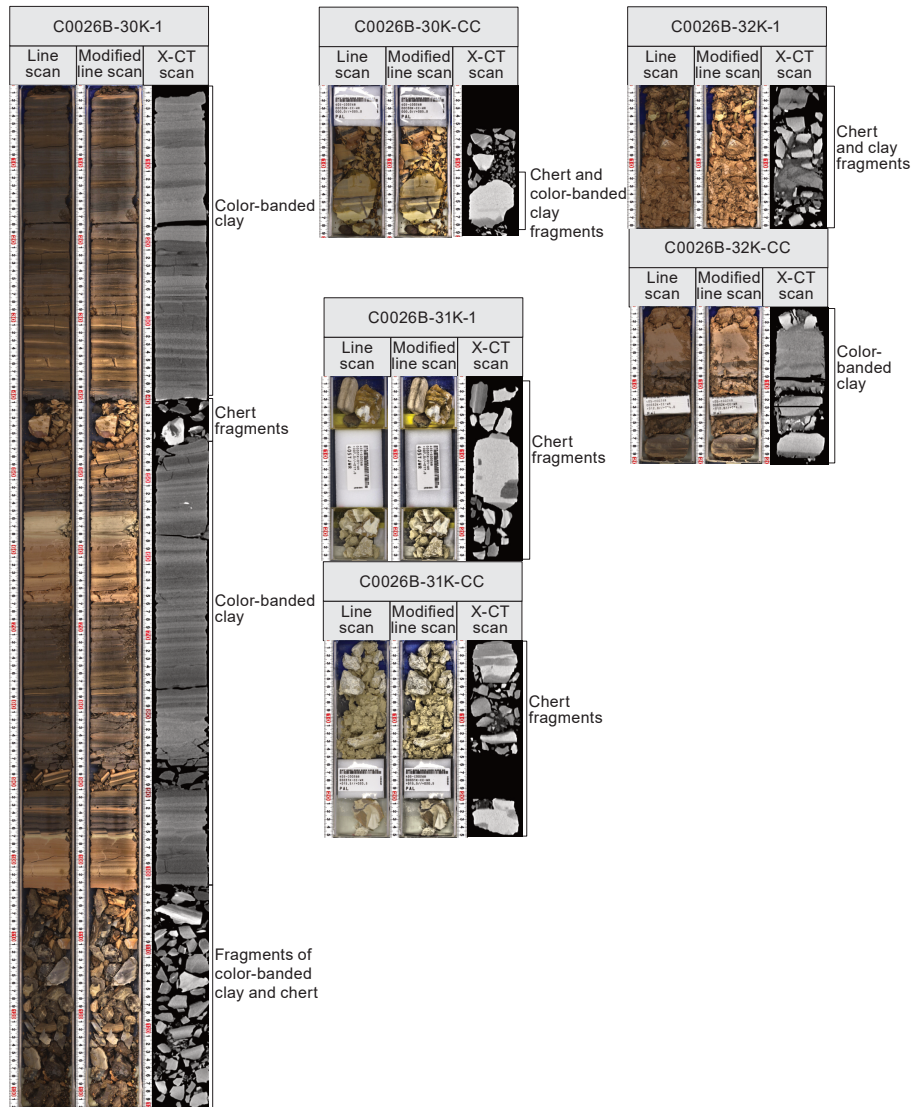 C0026B-30K-1
Line
scan
Modified
line scan
X-CT
scan
Color-banded
clay
Chert
fragments
Color-banded
clay
Fragments of
color-banded
clay and chert
C0026B-30K-CC
Line
scan
Modified
line scan
X-CT
scan
PAL
PAL
Chert and
color-banded
clay
fragments
C0026B-31K-1
Line
scan
Modified
line scan
X-CT
scan
Chert
fragments
C0026B-31K-CC
Line
scan
Modified
line scan
X-CT
scan
PAL
PAL
Chert
fragments
C0026B-32K-1
Line
scan
Modified
line scan
X-CT
scan
Chert
and clay
fragments
C0026B-32K-CC
Line
scan
Modified
line scan
X-CT
scan
Color-
banded
clay